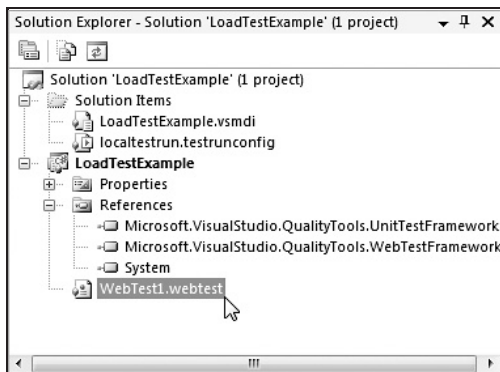 Solution Explorer - Solution 'LoadTestExample' (1 project)
Solution 'LoadTestExample' (1 project)
Solution Items
LoadTestExample.vsmdi
localtestrun.testrunconfig
LoadTestExample
Properties
References
Microsoft.VisualStudio.QualityTools.UnitTestFramework
Microsoft.VisualStudio.QualityTools.WebTestFramework
System
WebTest1.webtest